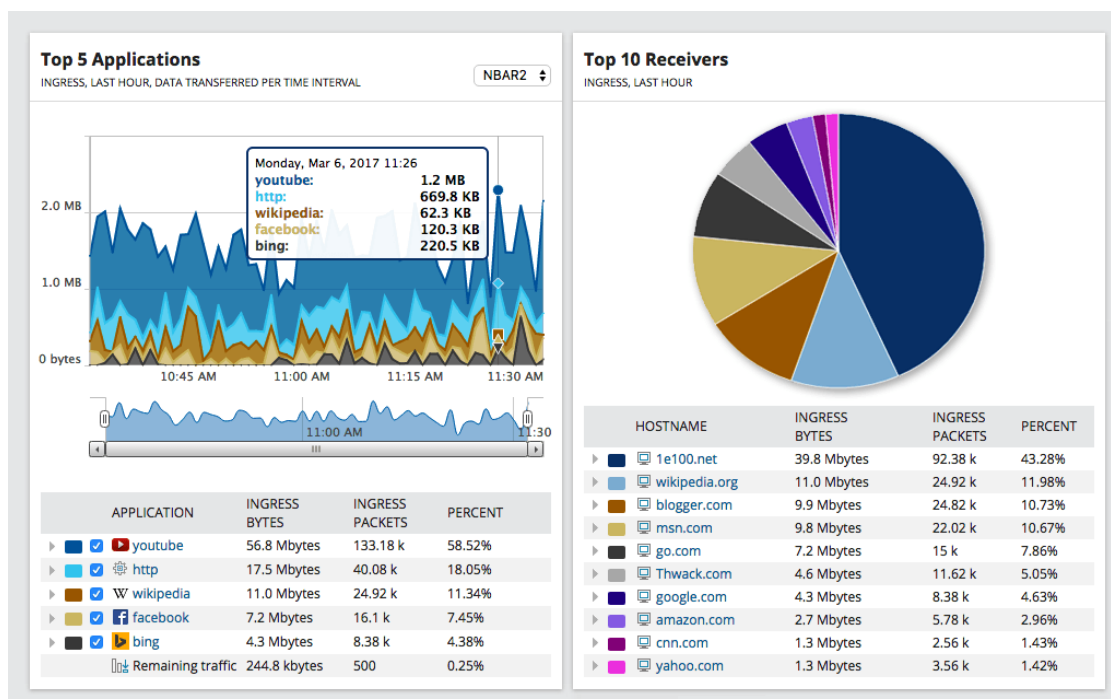 Top 5 Applications
INGRESS, LAST HOUR, DATA TRANSFERRED PER TIME INTERVAL
NBAR2
Monday, Mar 6, 2017 11:26
youtube: 1.2 MB
http: 669.8 KB
wikipedia: 62.3 KB
facebook: 120.3 KB
bing: 220.5 KB
2.0 MB
1.0 MB
0 bytes
10:45 AM 11:00 AM 11:15 AM 11:30 AM
11:00 AM 11:30
APPLICATION INGRESS BYTES INGRESS PACKETS PERCENT
youtube 56.8 Mbytes 133.18 k 58.52%
http 17.5 Mbytes 40.08 k 18.05%
W wikipedia 11.0 Mbytes 24.92 k 11.34%
f facebook 7.2 Mbytes 16.1 k 7.45%
bing 4.3 Mbytes 8.38 k 4.38%
Remaining traffic 244.8 kbytes 500 0.25%
Top 10 Receivers
INGRESS, LAST HOUR
HOSTNAME INGRESS BYTES INGRESS PACKETS PERCENT
1e100.net 39.8 Mbytes 92.38 k 43.28%
wikipedia.org 11.0 Mbytes 24.92 k 11.98%
blogger.com 9.9 Mbytes 24.82 k 10.73%
msn.com 9.8 Mbytes 22.02 k 10.67%
go.com 7.2 Mbytes 15 k 7.86%
Thwack.com 4.6 Mbytes 11.62 k 5.05%
google.com 4.3 Mbytes 8.38 k 4.63%
amazon.com 2.7 Mbytes 5.78 k 2.96%
cnn.com 1.3 Mbytes 2.56 k 1.43%
yahoo.com 1.3 Mbytes 3.56 k 1.42%